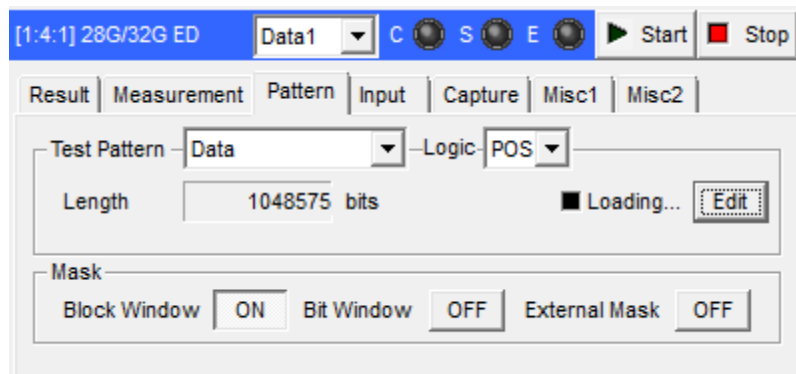 [1:4:1] 28G/32G ED Data1 C S E Start Stop
Result Measurement Pattern Input Capture Misc1 Misc2
Test Pattern Data Logic POS
Length 1048575 bits Loading... Edit
Mask
Block Window ON Bit Window OFF External Mask OFF